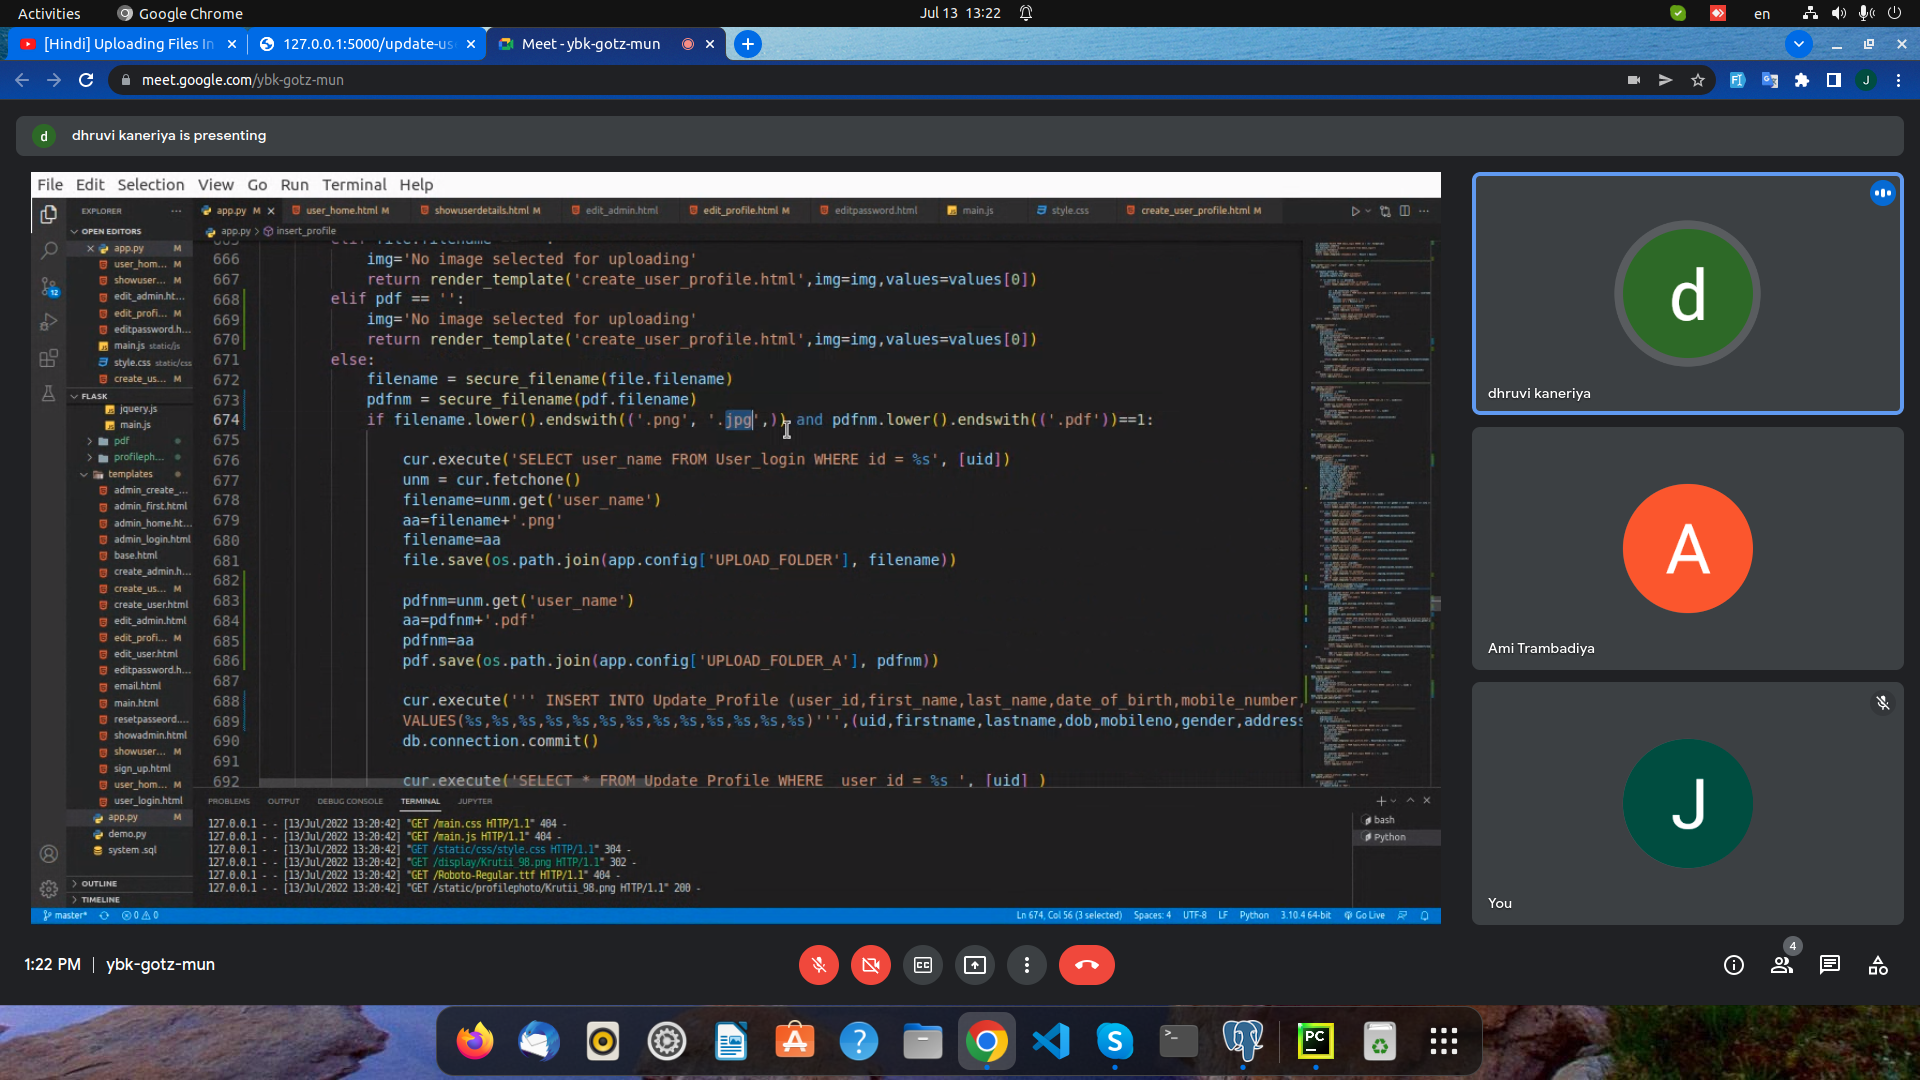 Activities
Google Chrome
Jul 13 13:22
en
[Hindi] Uploading Files In
127.0.0.1:5000/update-us
Meet - ybk-gotz-mun
meet.google.com/ybk-gotz-mun
J
d
dhruvi kaneriya is presenting
File Edit Selection View Go Run Terminal Help
EXPLORER
app.py M
user_home.html M
showuserdetails.html M
edit_admin.html
edit_profile.html M
editpassword.html
main.js
style.css
create_user_profile.html M
app.py > insert_profile
OPEN EDITORS
app.py M
user_hom... M
showuser... M
edit_admin.ht...
edit_profi... M
editpassword.h...
main.js static/js
style.css static/css
create_us... M
FLASK
jquery.js
main.js
pdf
profileph...
templates
admin_create_...
admin_first.html
admin_home.ht...
admin_login.html
base.html
create_admin.h...
create_us... M
create_user.html
edit_admin.html
edit_profi... M
edit_user.html
editpassword.h...
email.html
main.html
resetpasseord....
showadmin.html
showuser... M
sign_up.html
user_hom... M
user_login.html
app.py M
demo.py
system .sql
OUTLINE
TIMELINE
12
666 img='No image selected for uploading'
667 return render_template('create_user_profile.html',img=img,values=values[0])
668 elif pdf == '':
669 img='No image selected for uploading'
670 return render_template('create_user_profile.html',img=img,values=values[0])
671 else:
672 filename = secure_filename(file.filename)
673 pdfnm = secure_filename(pdf.filename)
674 if filename.lower().endswith(('.png', '.jpg',)) and pdfnm.lower().endswith(('.pdf'))==1:
675
676 cur.execute('SELECT user_name FROM User_login WHERE id = %s', [uid])
677 unm = cur.fetchone()
678 filename=unm.get('user_name')
679 aa=filename+'.png'
680 filename=aa
681 file.save(os.path.join(app.config['UPLOAD_FOLDER'], filename))
682
683 pdfnm=unm.get('user_name')
684 aa=pdfnm+'.pdf'
685 pdfnm=aa
686 pdf.save(os.path.join(app.config['UPLOAD_FOLDER_A'], pdfnm))
687
688 cur.execute(''' INSERT INTO Update_Profile (user_id,first_name,last_name,date_of_birth,mobile_number,
689 VALUES(%s,%s,%s,%s,%s,%s,%s,%s,%s,%s,%s,%s,%s)''',(uid,firstname,lastname,dob,mobileno,gender,address
690 db.connection.commit()
691
692 cur.execute('SELECT * FROM Update_Profile WHERE user_id = %s ', [uid] )
PROBLEMS OUTPUT DEBUG CONSOLE TERMINAL JUPYTER
127.0.0.1 - - [13/Jul/2022 13:20:42] "GET /main.css HTTP/1.1" 404 -
127.0.0.1 - - [13/Jul/2022 13:20:42] "GET /main.js HTTP/1.1" 404 -
127.0.0.1 - - [13/Jul/2022 13:20:42] "GET /static/css/style.css HTTP/1.1" 304 -
127.0.0.1 - - [13/Jul/2022 13:20:42] "GET /display/Krutii_98.png HTTP/1.1" 302 -
127.0.0.1 - - [13/Jul/2022 13:20:42] "GET /Roboto-Regular.ttf HTTP/1.1" 404 -
127.0.0.1 - - [13/Jul/2022 13:20:42] "GET /static/profilephoto/Krutii_98.png HTTP/1.1" 200 -
bash
Python
master* 0 0
Ln 674, Col 56 (3 selected) Spaces: 4 UTF-8 LF Python 3.10.4 64-bit Go Live
d
dhruvi kaneriya
A
Ami Trambadiya
J
You
1:22 PM | ybk-gotz-mun
4
PC